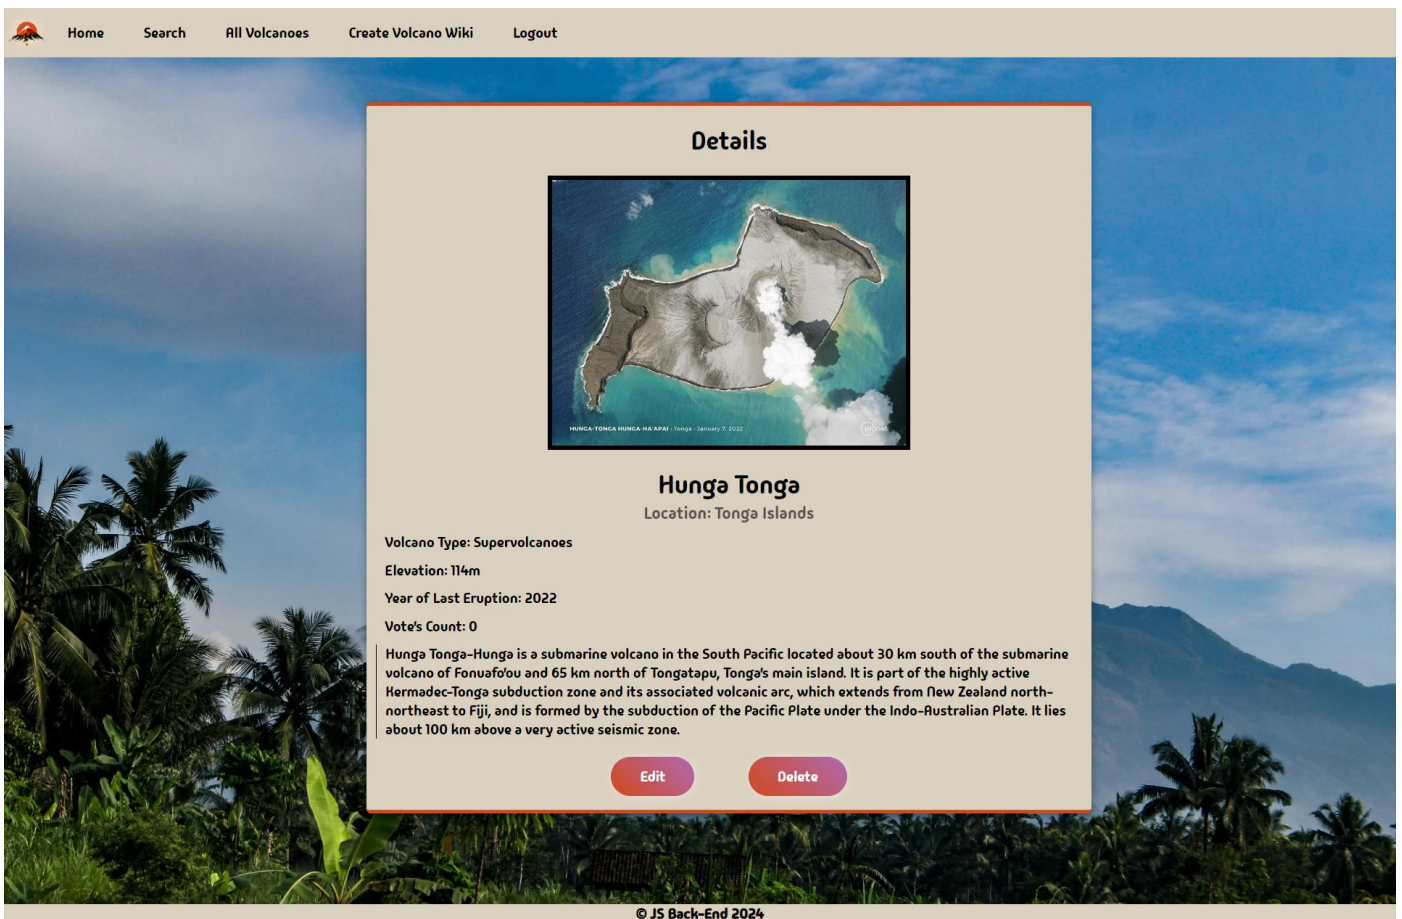 Home Search All Volcanoes Create Volcano Wiki Logout
Details
HUNGA-TONGA HUNGA-HA'APAI - Tonga - January 7, 2022
planet
Hunga Tonga
Location: Tonga Islands
Volcano Type: Supervolcanoes
Elevation: 114m
Year of Last Eruption: 2022
Vote's Count: 0
Hunga Tonga-Hunga is a submarine volcano in the South Pacific located about 30 km south of the submarine
volcano of Fonuafo'ou and 65 km north of Tongatapu, Tonga's main island. It is part of the highly active
Kermadec-Tonga subduction zone and its associated volcanic arc, which extends from New Zealand north-
northeast to Fiji, and is formed by the subduction of the Pacific Plate under the Indo-Australian Plate. It lies
about 100 km above a very active seismic zone.
Edit Delete
© JS Back-End 2024